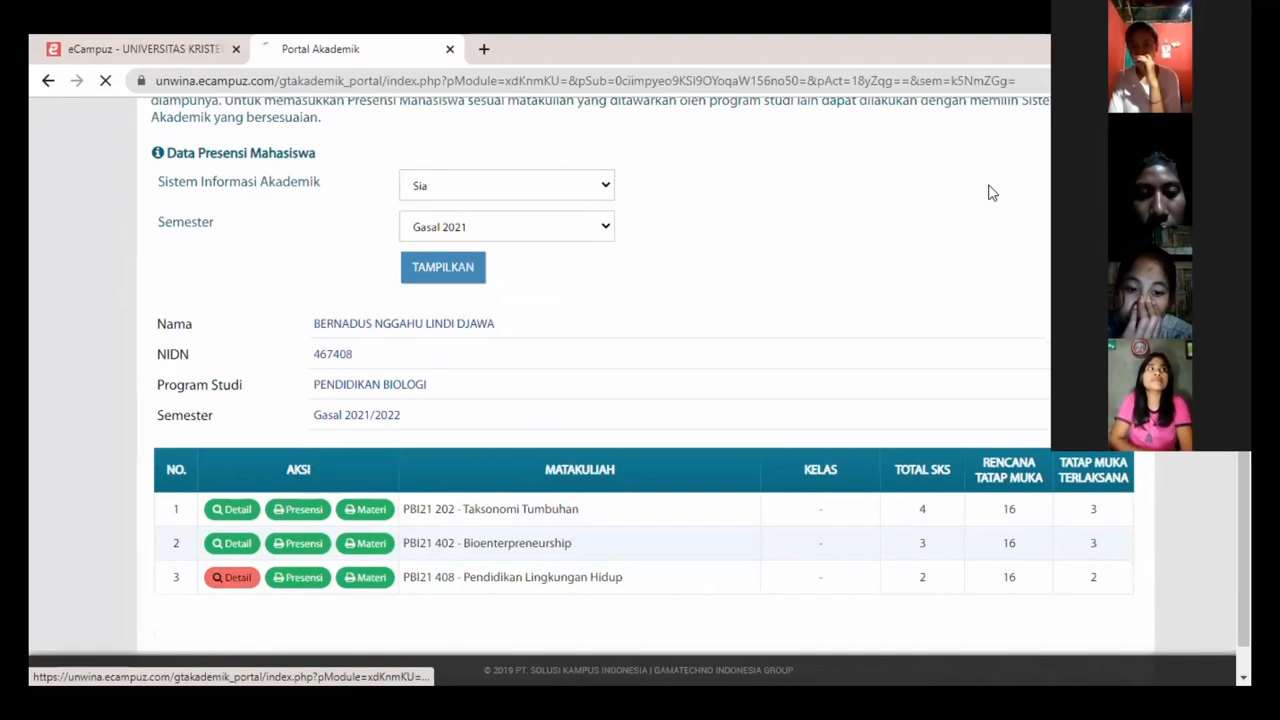 eCampuz - UNIVERSITAS KRISTE
Portal Akademik
unwina.ecampuz.com/gtakademik_portal/index.php?pModule=xdKnmKU=&pSub=0ciimpyeo9KSI9OYoqaW156no50=&pAct=18yZqg==&sem=k5NmZGg=
diampunya. Untuk memasukkan Presensi Mahasiswa sesuai matakuliah yang ditawarkan oleh program studi lain dapat dilakukan dengan memilih Siste
Akademik yang bersesuaian.
Data Presensi Mahasiswa
Sistem Informasi Akademik Sia
Semester Gasal 2021
TAMPILKAN
Nama BERNADUS NGGAHU LINDI DJAWA
NIDN 467408
Program Studi PENDIDIKAN BIOLOGI
Semester Gasal 2021/2022
NO. AKSI MATAKULIAH KELAS TOTAL SKS RENCANA TATAP MUKA TATAP MUKA TERLAKSANA
1 Detail Presensi Materi PBI21 202 - Taksonomi Tumbuhan - 4 16 3
2 Detail Presensi Materi PBI21 402 - Bioenterpreneurship - 3 16 3
3 Detail Presensi Materi PBI21 408 - Pendidikan Lingkungan Hidup - 2 16 2
© 2019 PT. SOLUSI KAMPUS INDONESIA | GAMATECHNO INDONESIA GROUP
https://unwina.ecampuz.com/gtakademik_portal/index.php?pModule=xdKnmKU=...